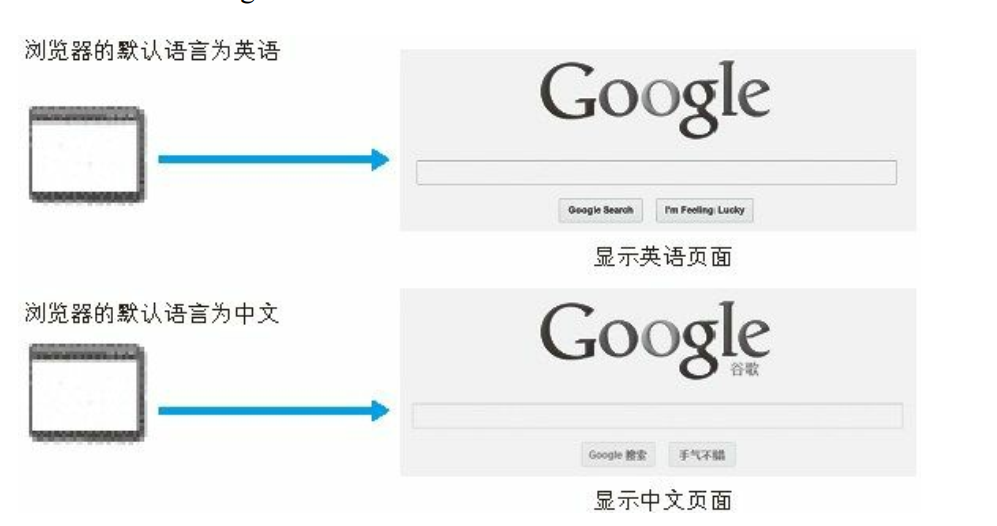 浏览器的默认语言为英语
Google
Google Search
I'm Feeling Lucky
显示英语页面
浏览器的默认语言为中文
Google
谷歌
Google 搜索
手气不错
显示中文页面